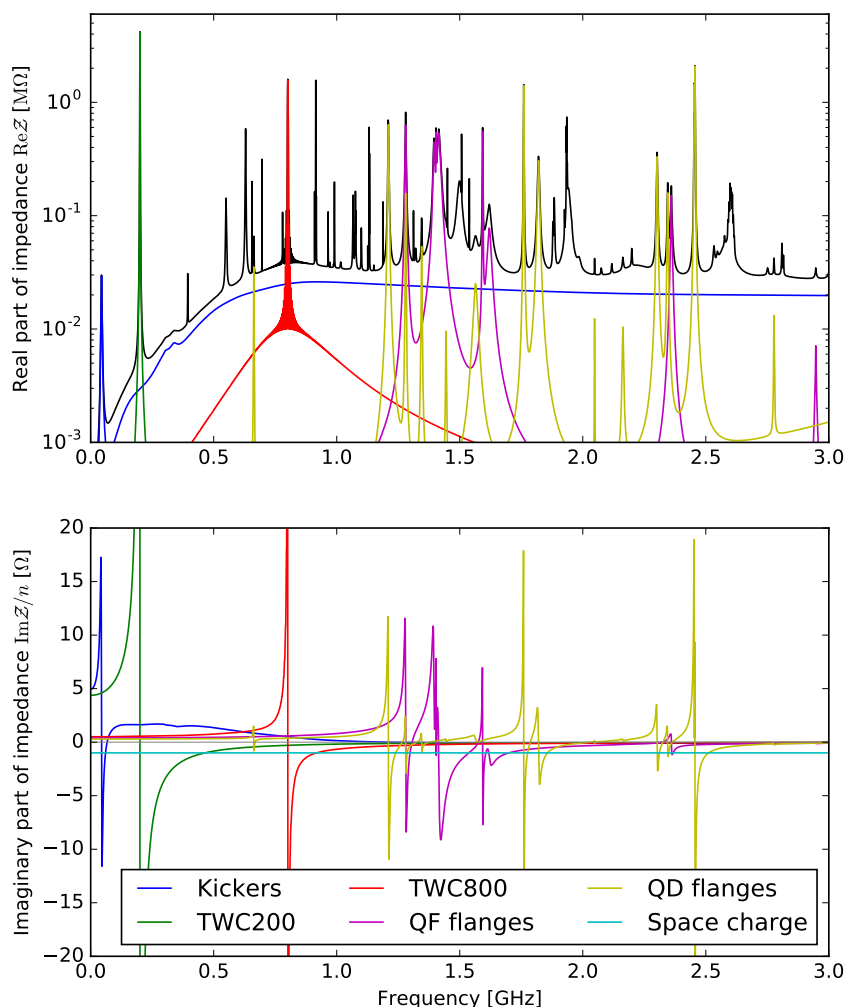 Real part of impedance Re𝒵 [MΩ]
10⁰
10⁻¹
10⁻²
10⁻³
0.0 0.5 1.0 1.5 2.0 2.5 3.0
Imaginary part of impedance Im𝒵/n [Ω]
20
15
10
5
0
−5
−10
−15
−20
Kickers TWC800 QD flanges
TWC200 QF flanges Space charge
0.0 0.5 1.0 1.5 2.0 2.5 3.0
Frequency [GHz]